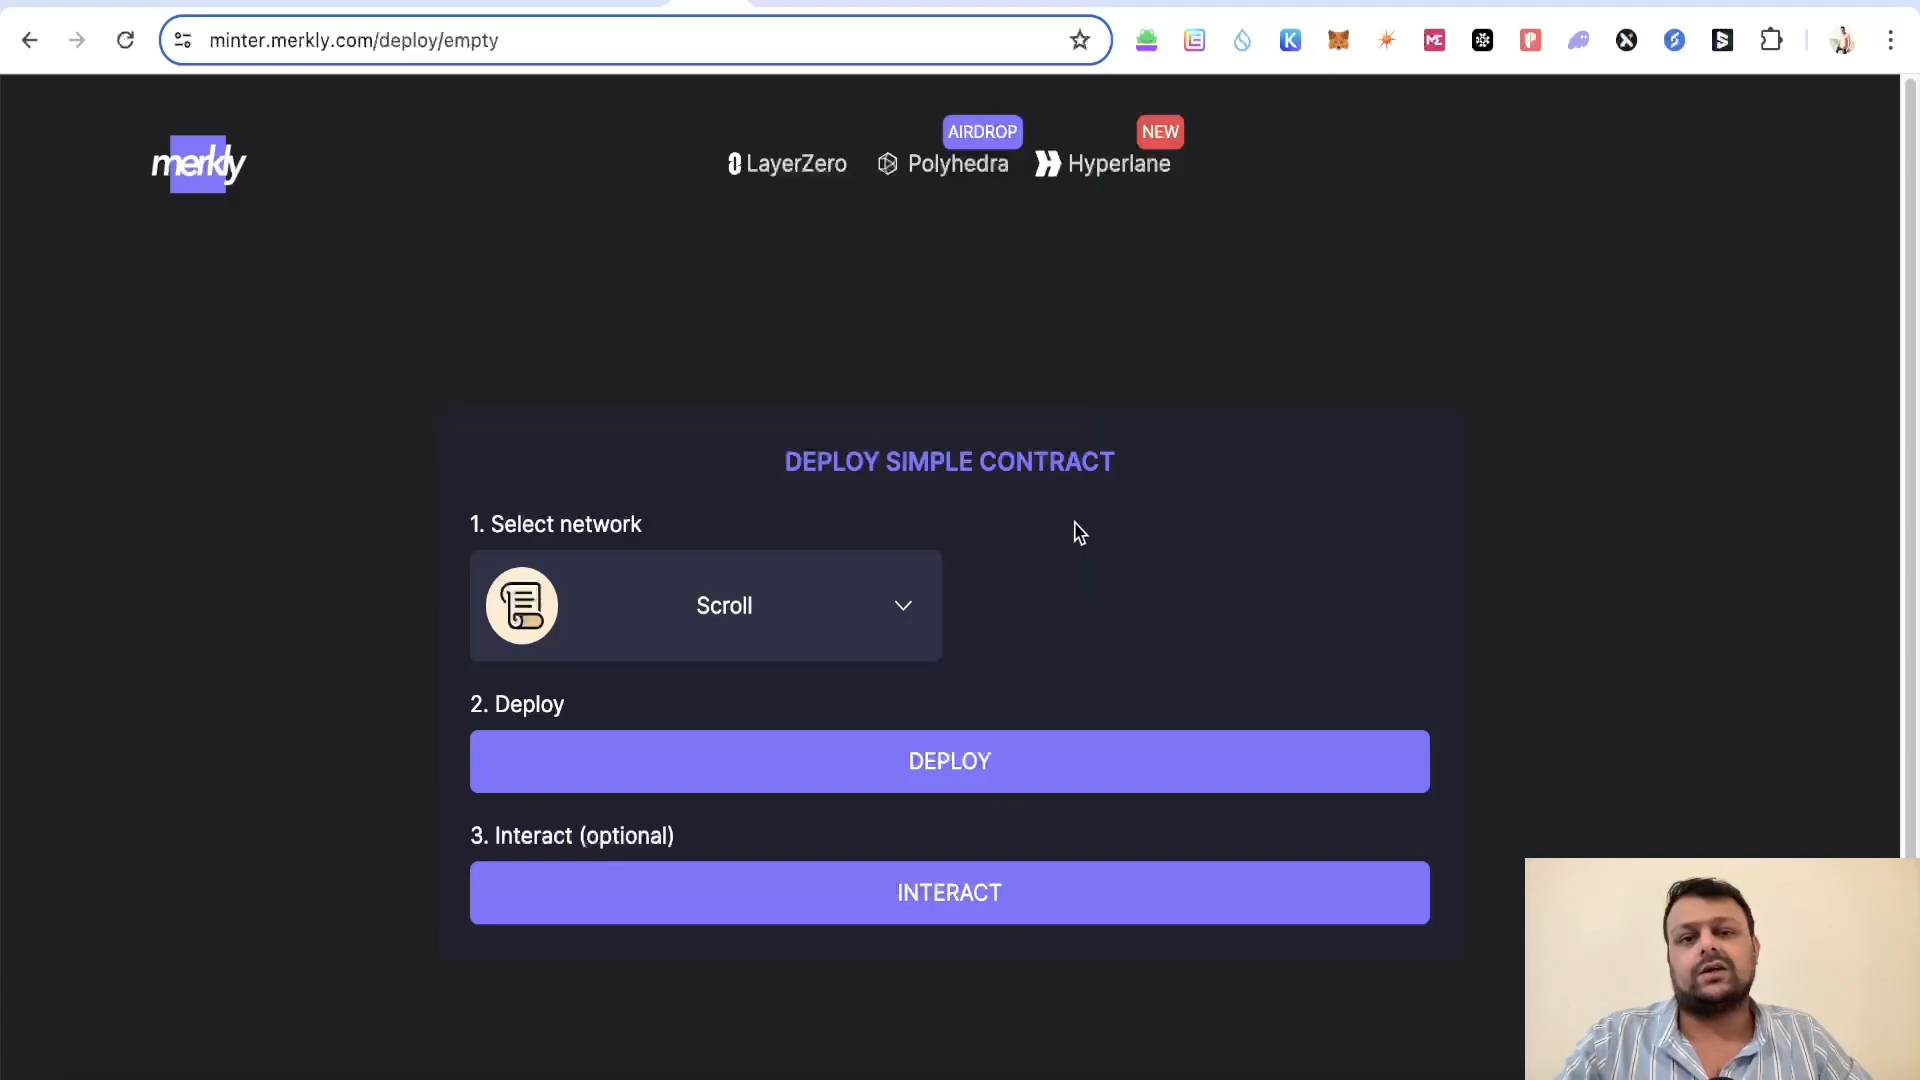 minter.merkly.com/deploy/empty
merkly
AIRDROP
NEW
LayerZero
Polyhedra
Hyperlane
DEPLOY SIMPLE CONTRACT
1. Select network
Scroll
2. Deploy
DEPLOY
3. Interact (optional)
INTERACT